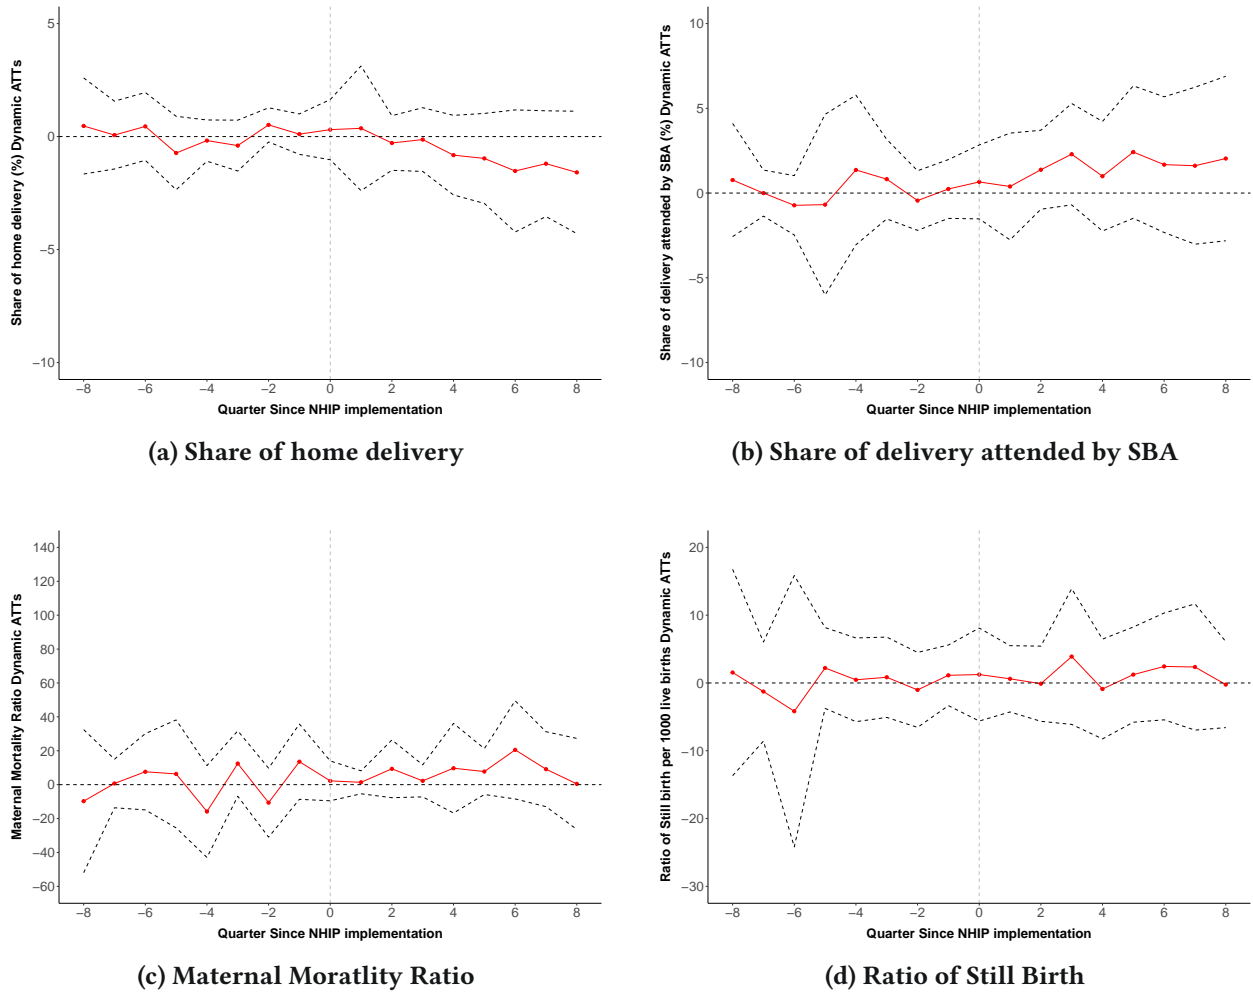 5
0
−5
−10
Share of home delivery (%) Dynamic ATTs
−8 −6 −4 −2 0 2 4 6 8
Quarter Since NHIP implementation
(a) Share of home delivery
10
5
0
−5
−10
Share of delivery attended by SBA (%) Dynamic ATTs
−8 −6 −4 −2 0 2 4 6 8
Quarter Since NHIP implementation
(b) Share of delivery attended by SBA
140
120
100
80
60
40
20
0
−20
−40
−60
Maternal Mortality Ratio Dynamic ATTs
−8 −6 −4 −2 0 2 4 6 8
Quarter Since NHIP implementation
(c) Maternal Moratlity Ratio
20
10
0
−10
−20
−30
Ratio of Still birth per 1000 live births Dynamic ATTs
−8 −6 −4 −2 0 2 4 6 8
Quarter Since NHIP implementation
(d) Ratio of Still Birth